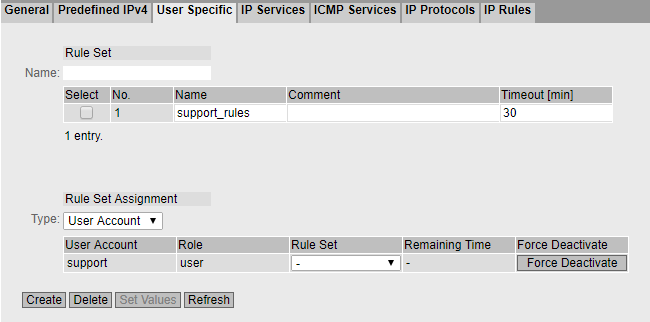 General Predefined IPv4 User Specific IP Services ICMP Services IP Protocols IP Rules
Rule Set
Name:
Select No. Name Comment Timeout [min]
1 support_rules 30
1 entry.
Rule Set Assignment
Type: User Account
User Account Role Rule Set Remaining Time Force Deactivate
support user - - Force Deactivate
Create Delete Set Values Refresh